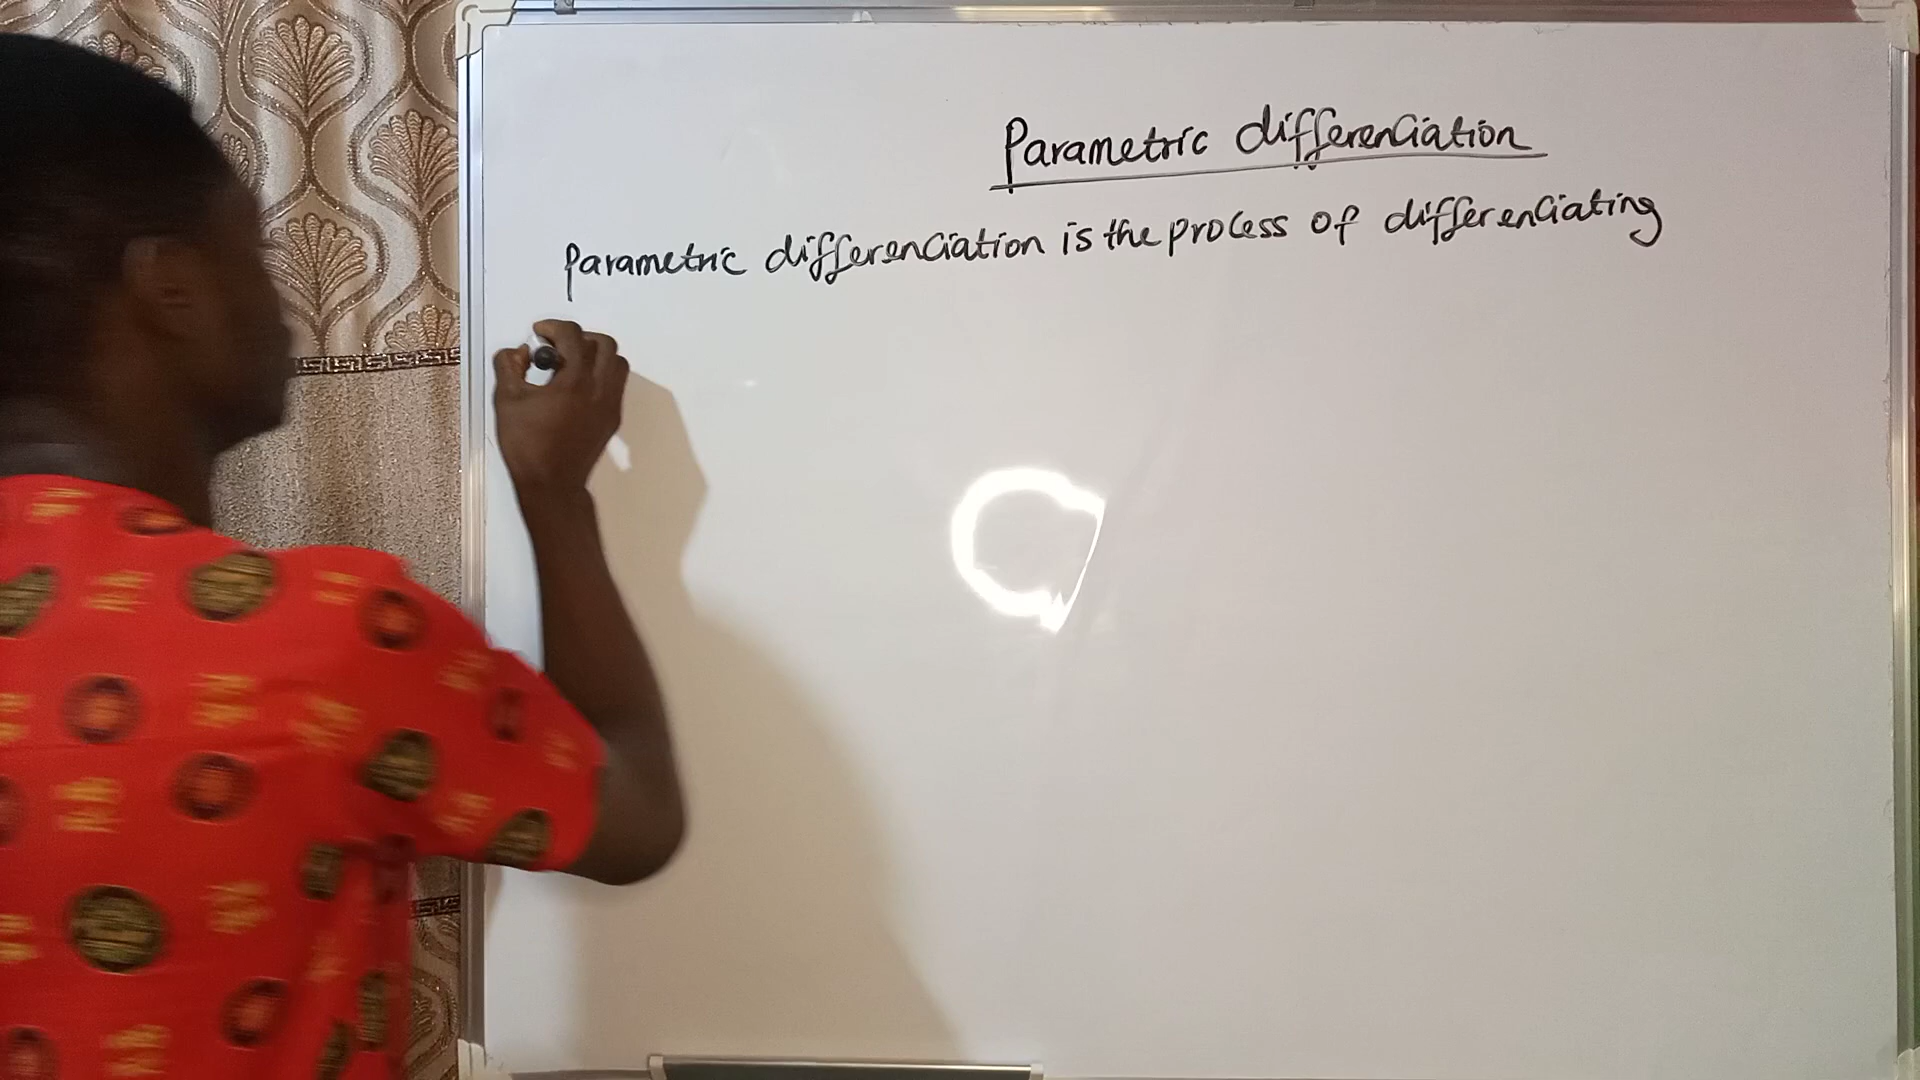 Parametric differenciation
Parametric differenciation is the process of differenciating